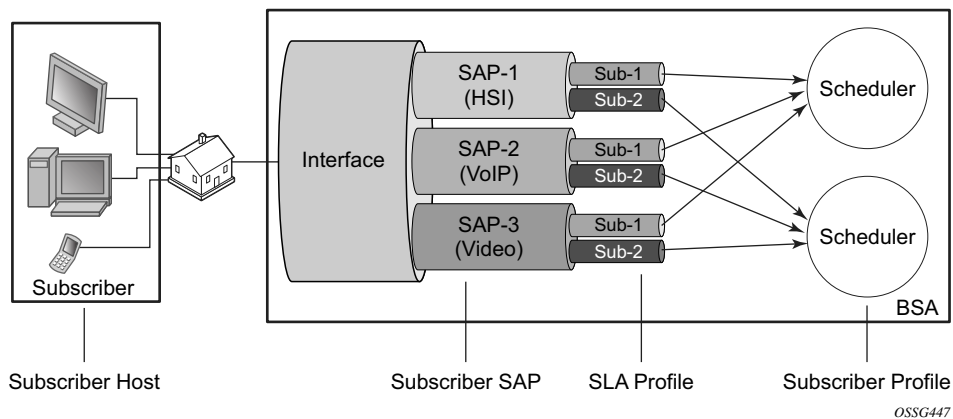 Interface
SAP-1
(HSI)
Sub-1
Sub-2
SAP-2
(VoIP)
Sub-1
Sub-2
SAP-3
(Video)
Sub-1
Sub-2
Scheduler
Scheduler
Subscriber
BSA
Subscriber Host
Subscriber SAP
SLA Profile
Subscriber Profile
OSSG447